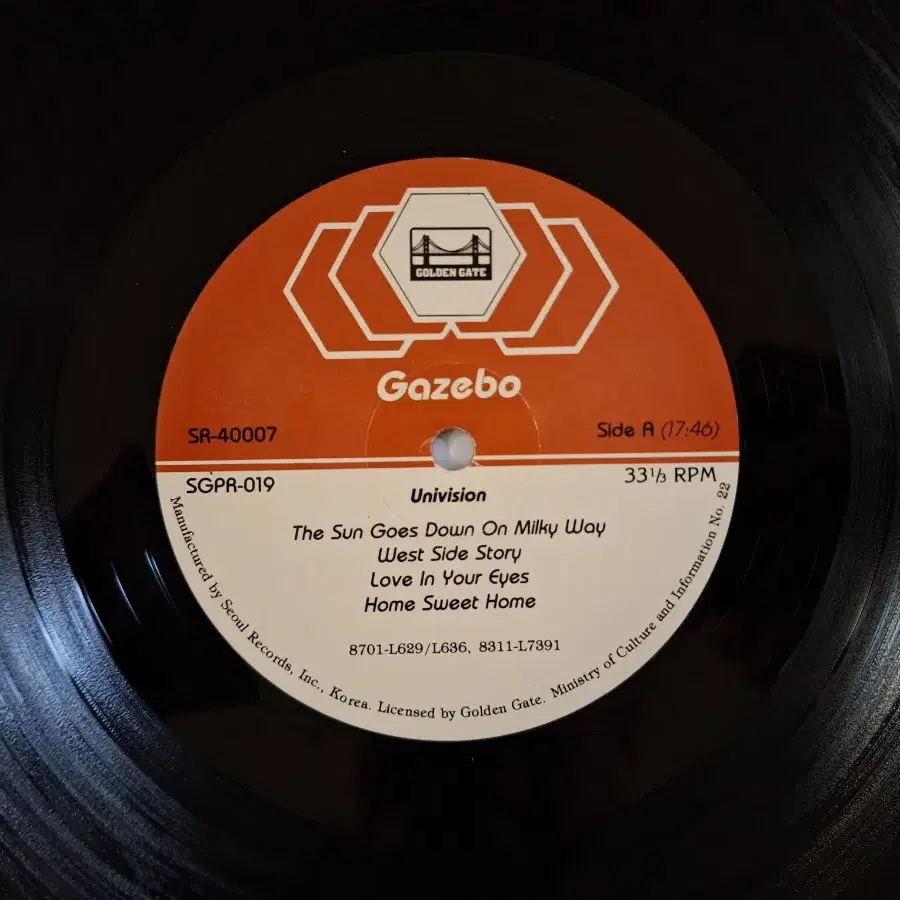 GOLDEN GATE
Gazebo
SR-40007
Side A (17:46)
SGPR-019
33⅓ RPM
Univision
The Sun Goes Down On Milky Way
West Side Story
Love In Your Eyes
Home Sweet Home
8701-L629/L636, 8311-L7391
Manufactured by Seoul Records, Inc., Korea. Licensed by Golden Gate. Ministry of Culture and Information No. 22